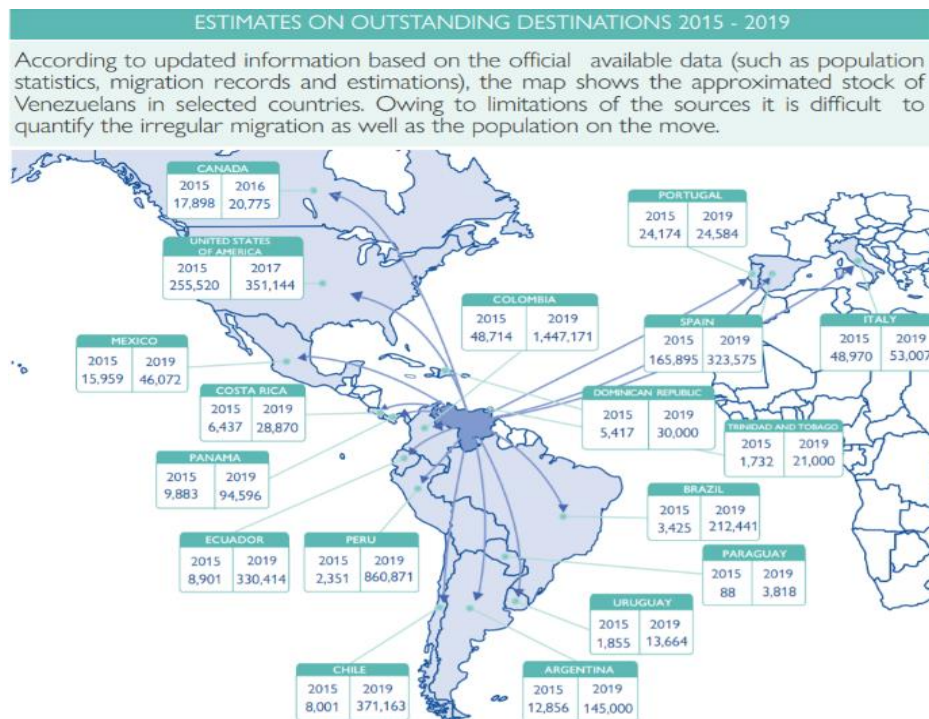 ESTIMATES ON OUTSTANDING DESTINATIONS 2015 - 2019
According to updated information based on the official available data (such as population
statistics, migration records and estimations), the map shows the approximated stock of
Venezuelans in selected countries. Owing to limitations of the sources it is difficult to
quantify the irregular migration as well as the population on the move.
CANADA
2015 2016
17,898 20,775
UNITED STATES
OF AMERICA
2015 2017
255,520 351,144
MEXICO
2015 2019
15,959 46,072
COSTA RICA
2015 2019
6,437 28,870
PANAMA
2015 2019
9,883 94,596
ECUADOR
2015 2019
8,901 330,414
PERU
2015 2019
2,351 860,871
CHILE
2015 2019
8,001 371,163
COLOMBIA
2015 2019
48,714 1,447,171
PORTUGAL
2015 2019
24,174 24,584
SPAIN
2015 2019
165,895 323,575
ITALY
2015 2019
48,970 53,007
DOMINICAN REPUBLIC
2015 2019
5,417 30,000
TRINIDAD AND TOBAGO
2015 2019
1,732 21,000
BRAZIL
2015 2019
3,425 212,441
PARAGUAY
2015 2019
88 3,818
URUGUAY
2015 2019
1,855 13,664
ARGENTINA
2015 2019
12,856 145,000